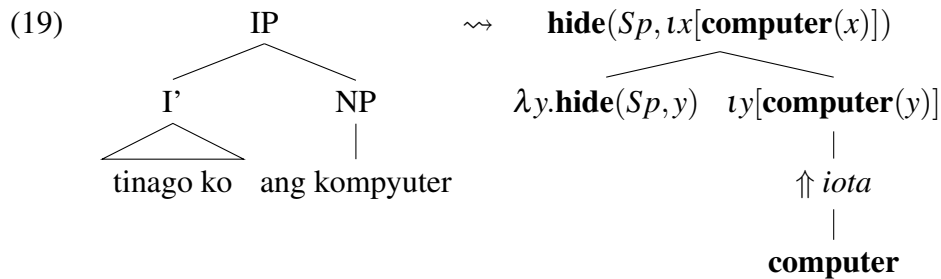 (19) IP ⇝ hide(Sp, ιx[computer(x)])
I’ NP λy.hide(Sp, y) ιy[computer(y)]
tinago ko ang kompyuter ⇑ iota
computer